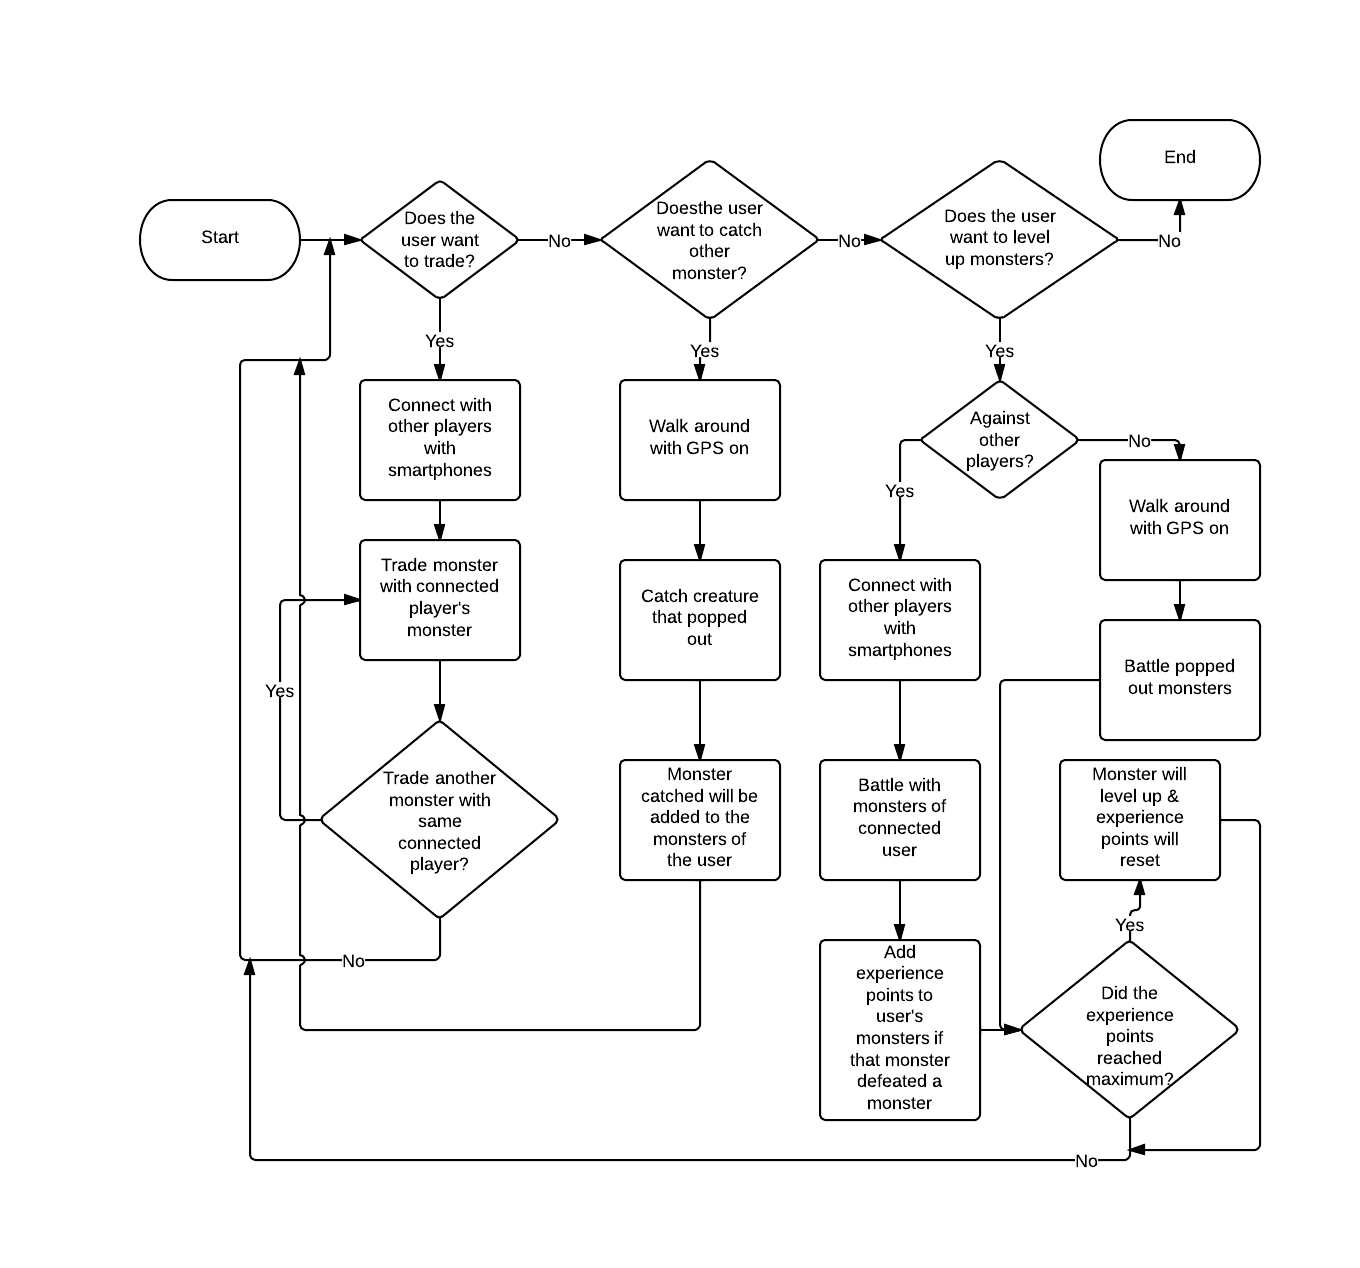 Start
Does the
user want
to trade?
No
Doesthe user
want to catch
other
monster?
No
Does the user
want to level
up monsters?
No
End
Yes
Connect with
other players
with
smartphones
Trade monster
with connected
player's
monster
Yes
Trade another
monster with
same
connected
player?
No
Yes
Walk around
with GPS on
Catch creature
that popped
out
Monster
catched will be
added to the
monsters of
the user
Yes
Against
other
players?
Yes
Connect with
other players
with
smartphones
Battle with
monsters of
connected
user
Add
experience
points to
user's
monsters if
that monster
defeated a
monster
No
Walk around
with GPS on
Battle popped
out monsters
Monster will
level up &
experience
points will
reset
Yes
Did the
experience
points
reached
maximum?
No